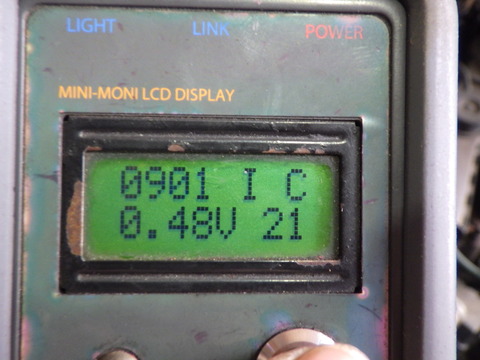 LIGHT LINK POWER
MINI-MONI LCD DISPLAY
0901 I C
0.48V 21